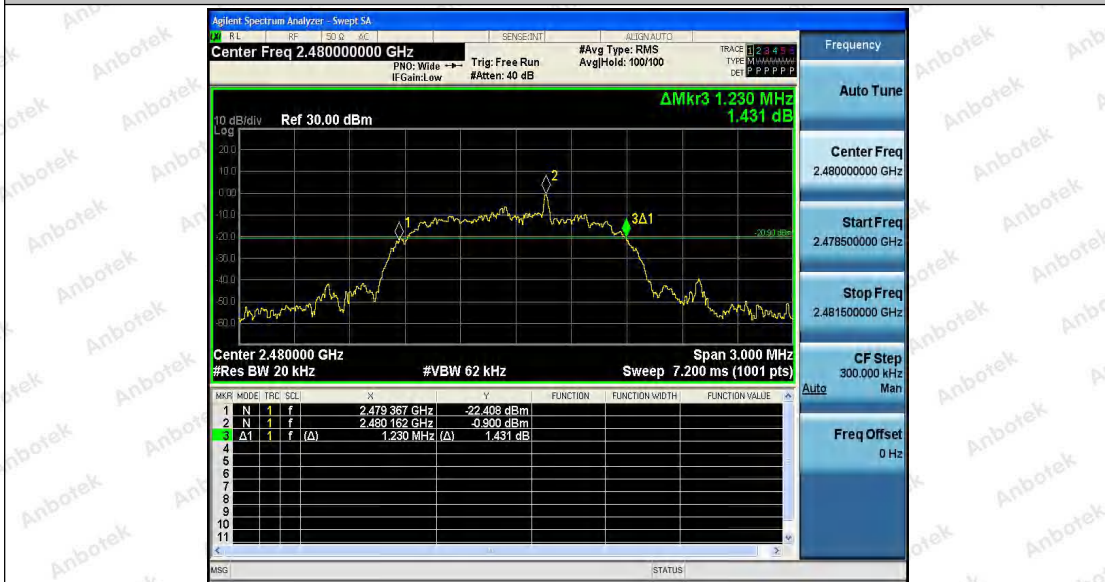 Agilent Spectrum Analyzer - Swept SA
RL RF 50 Ω AC SENSE:INT ALIGN AUTO
Center Freq 2.480000000 GHz
PNO: Wide
IFGain:Low
Trig: Free Run
#Atten: 40 dB
#Avg Type: RMS
Avg|Hold: 100/100
TRACE 1 2 3 4 5 6
TYPE M
DET P P P P P P
ΔMkr3 1.230 MHz
1.431 dB
10 dB/div Ref 30.00 dBm
Log
20.0
10.0
0.00
-10.0
-20.0
-30.0
-40.0
-50.0
-60.0
1
2
3Δ1
-20.90 dBm
Center 2.480000 GHz Span 3.000 MHz
#Res BW 20 kHz #VBW 62 kHz Sweep 7.200 ms (1001 pts)
MKR MODE TRC SCL X Y FUNCTION FUNCTION WIDTH FUNCTION VALUE
1 N 1 f 2.479 367 GHz -22.408 dBm
2 N 1 f 2.480 162 GHz -0.900 dBm
3 Δ1 1 f (Δ) 1.230 MHz (Δ) 1.431 dB
4
5
6
7
8
9
10
11
MSG STATUS
Frequency
Auto Tune
Center Freq
2.480000000 GHz
Start Freq
2.478500000 GHz
Stop Freq
2.481500000 GHz
CF Step
300.000 kHz
Auto Man
Freq Offset
0 Hz
Anbotek